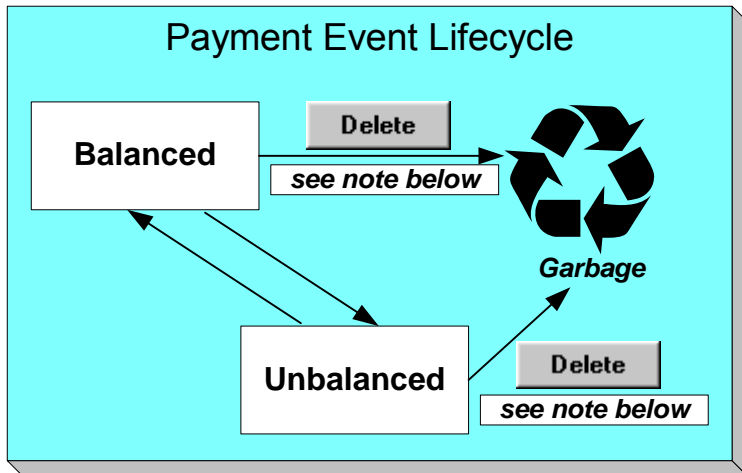 Payment Event Lifecycle
Delete
Balanced
see note below
Garbage
Unbalanced
Delete
see note below